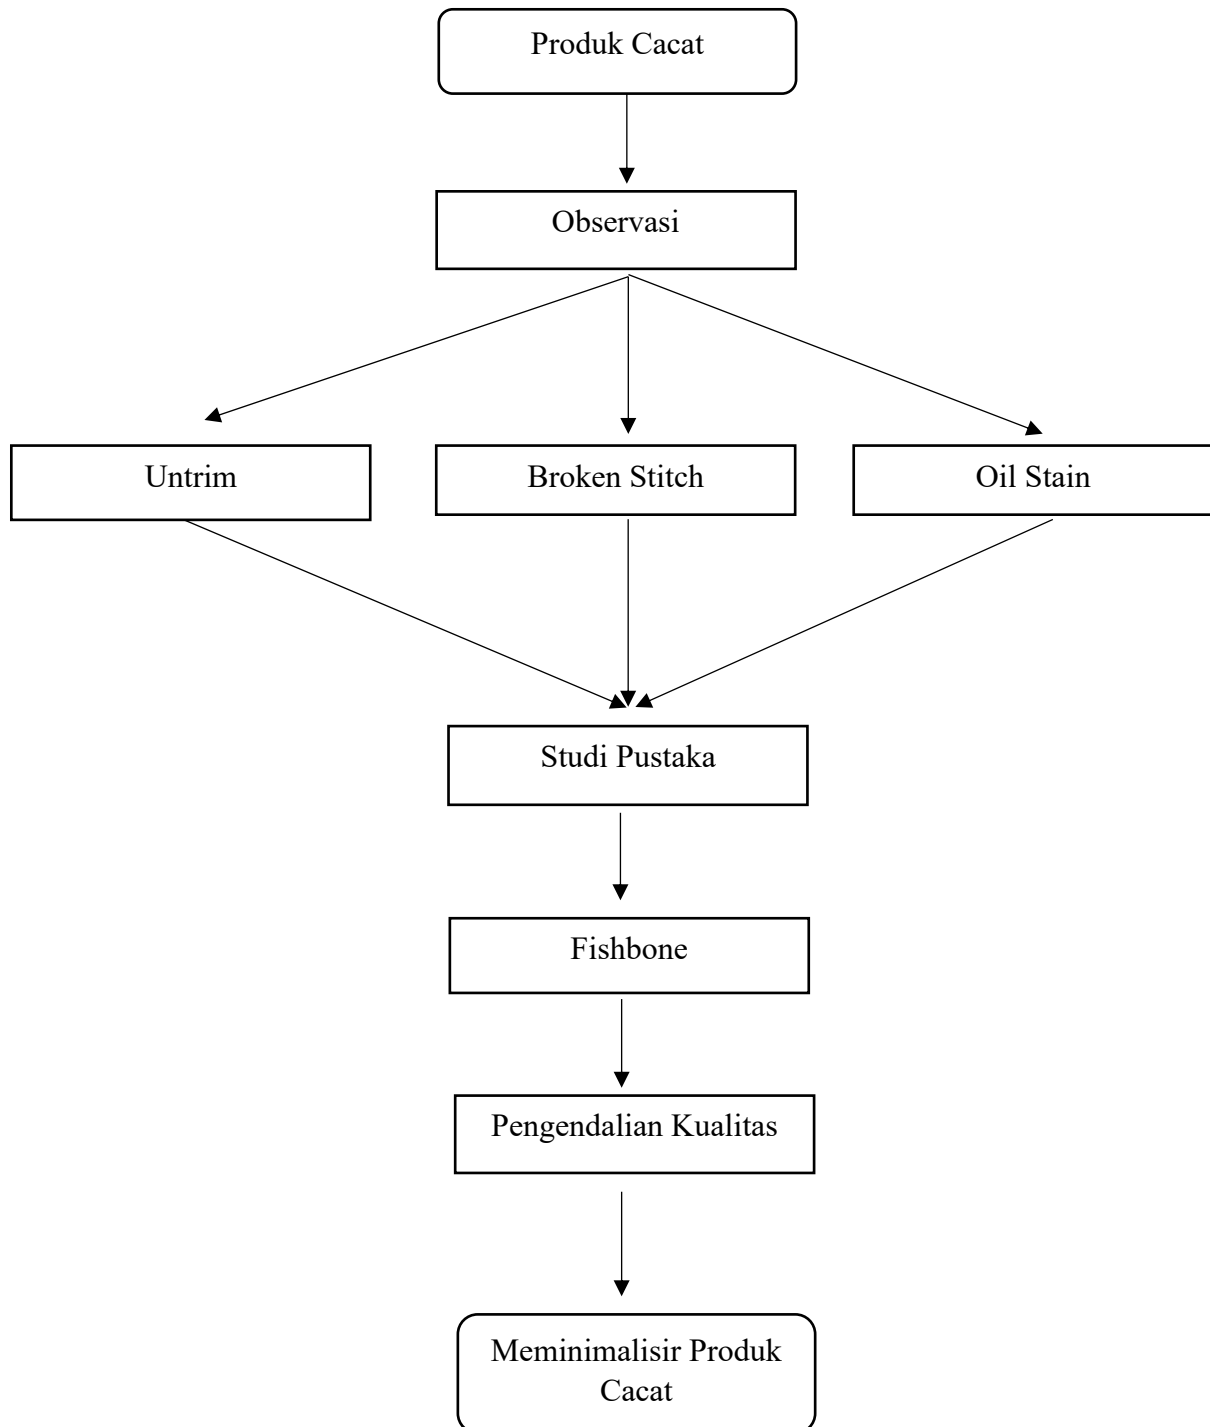 Produk Cacat
Observasi
Untrim
Broken Stitch
Oil Stain
Studi Pustaka
Fishbone
Pengendalian Kualitas
Meminimalisir Produk
Cacat